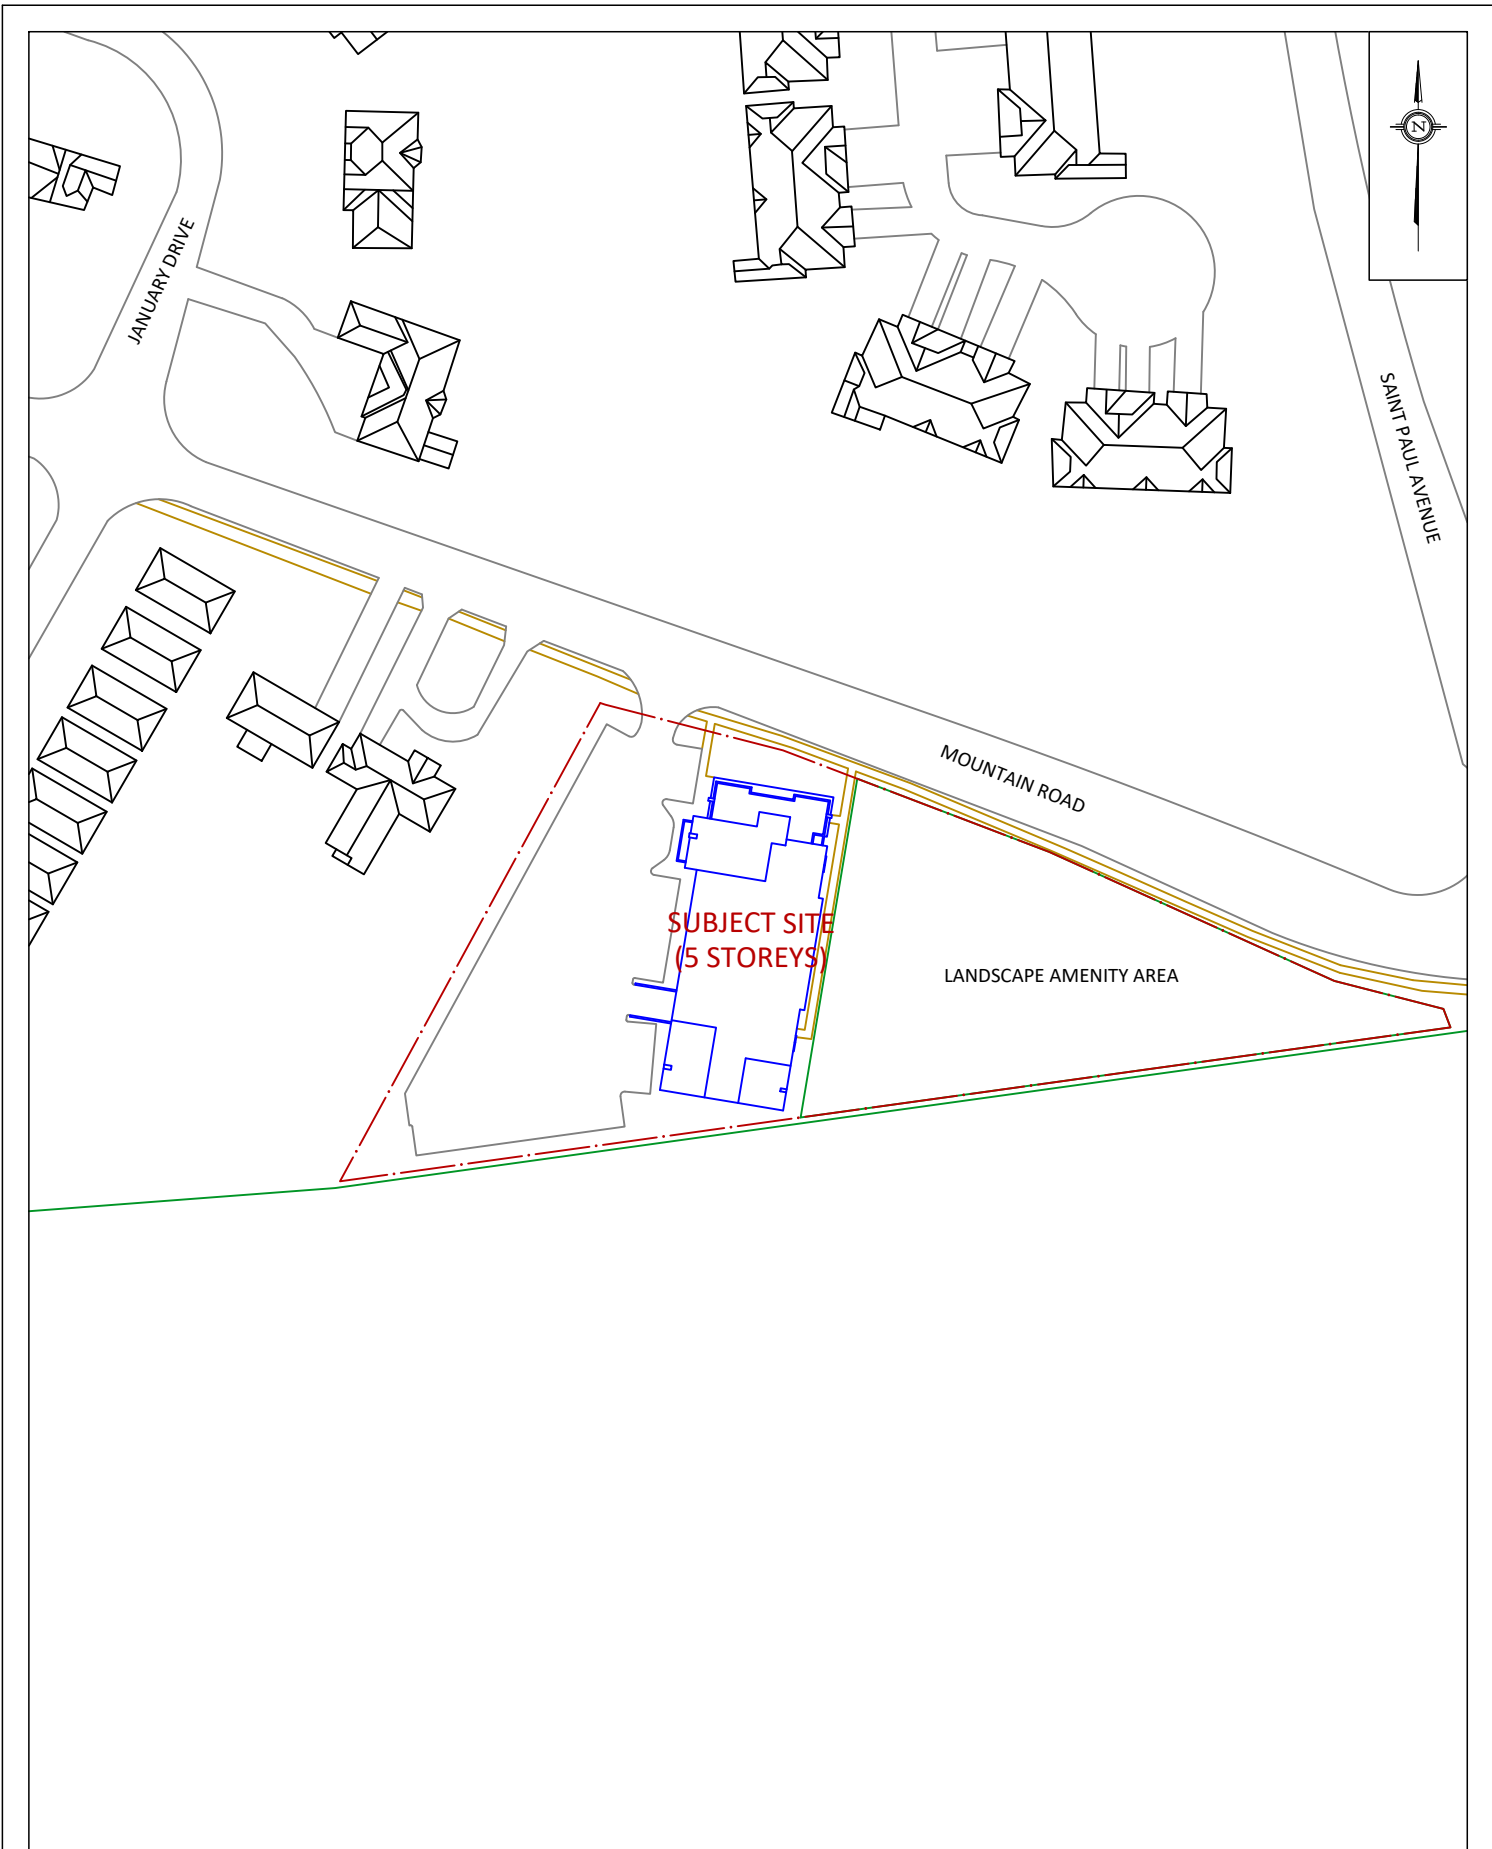 N
JANUARY DRIVE
SAINT PAUL AVENUE
MOUNTAIN ROAD
SUBJECT SITE
(5 STOREYS)
LANDSCAPE AMENITY AREA